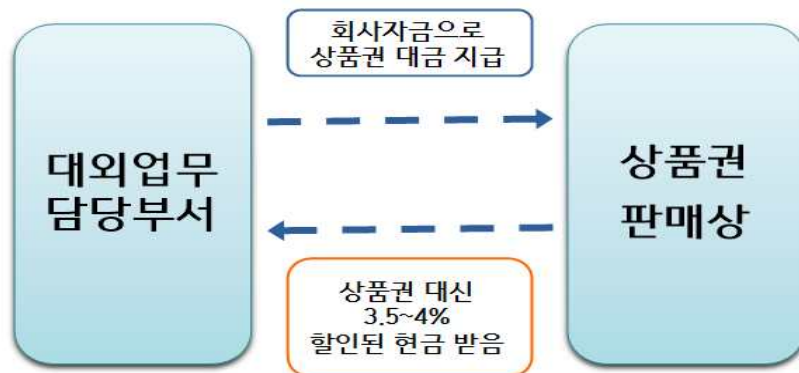 회사자금으로
상품권 대금 지급
대외업무
담당부서
상품권
판매상
상품권 대신
3.5~4%
할인된 현금 받음